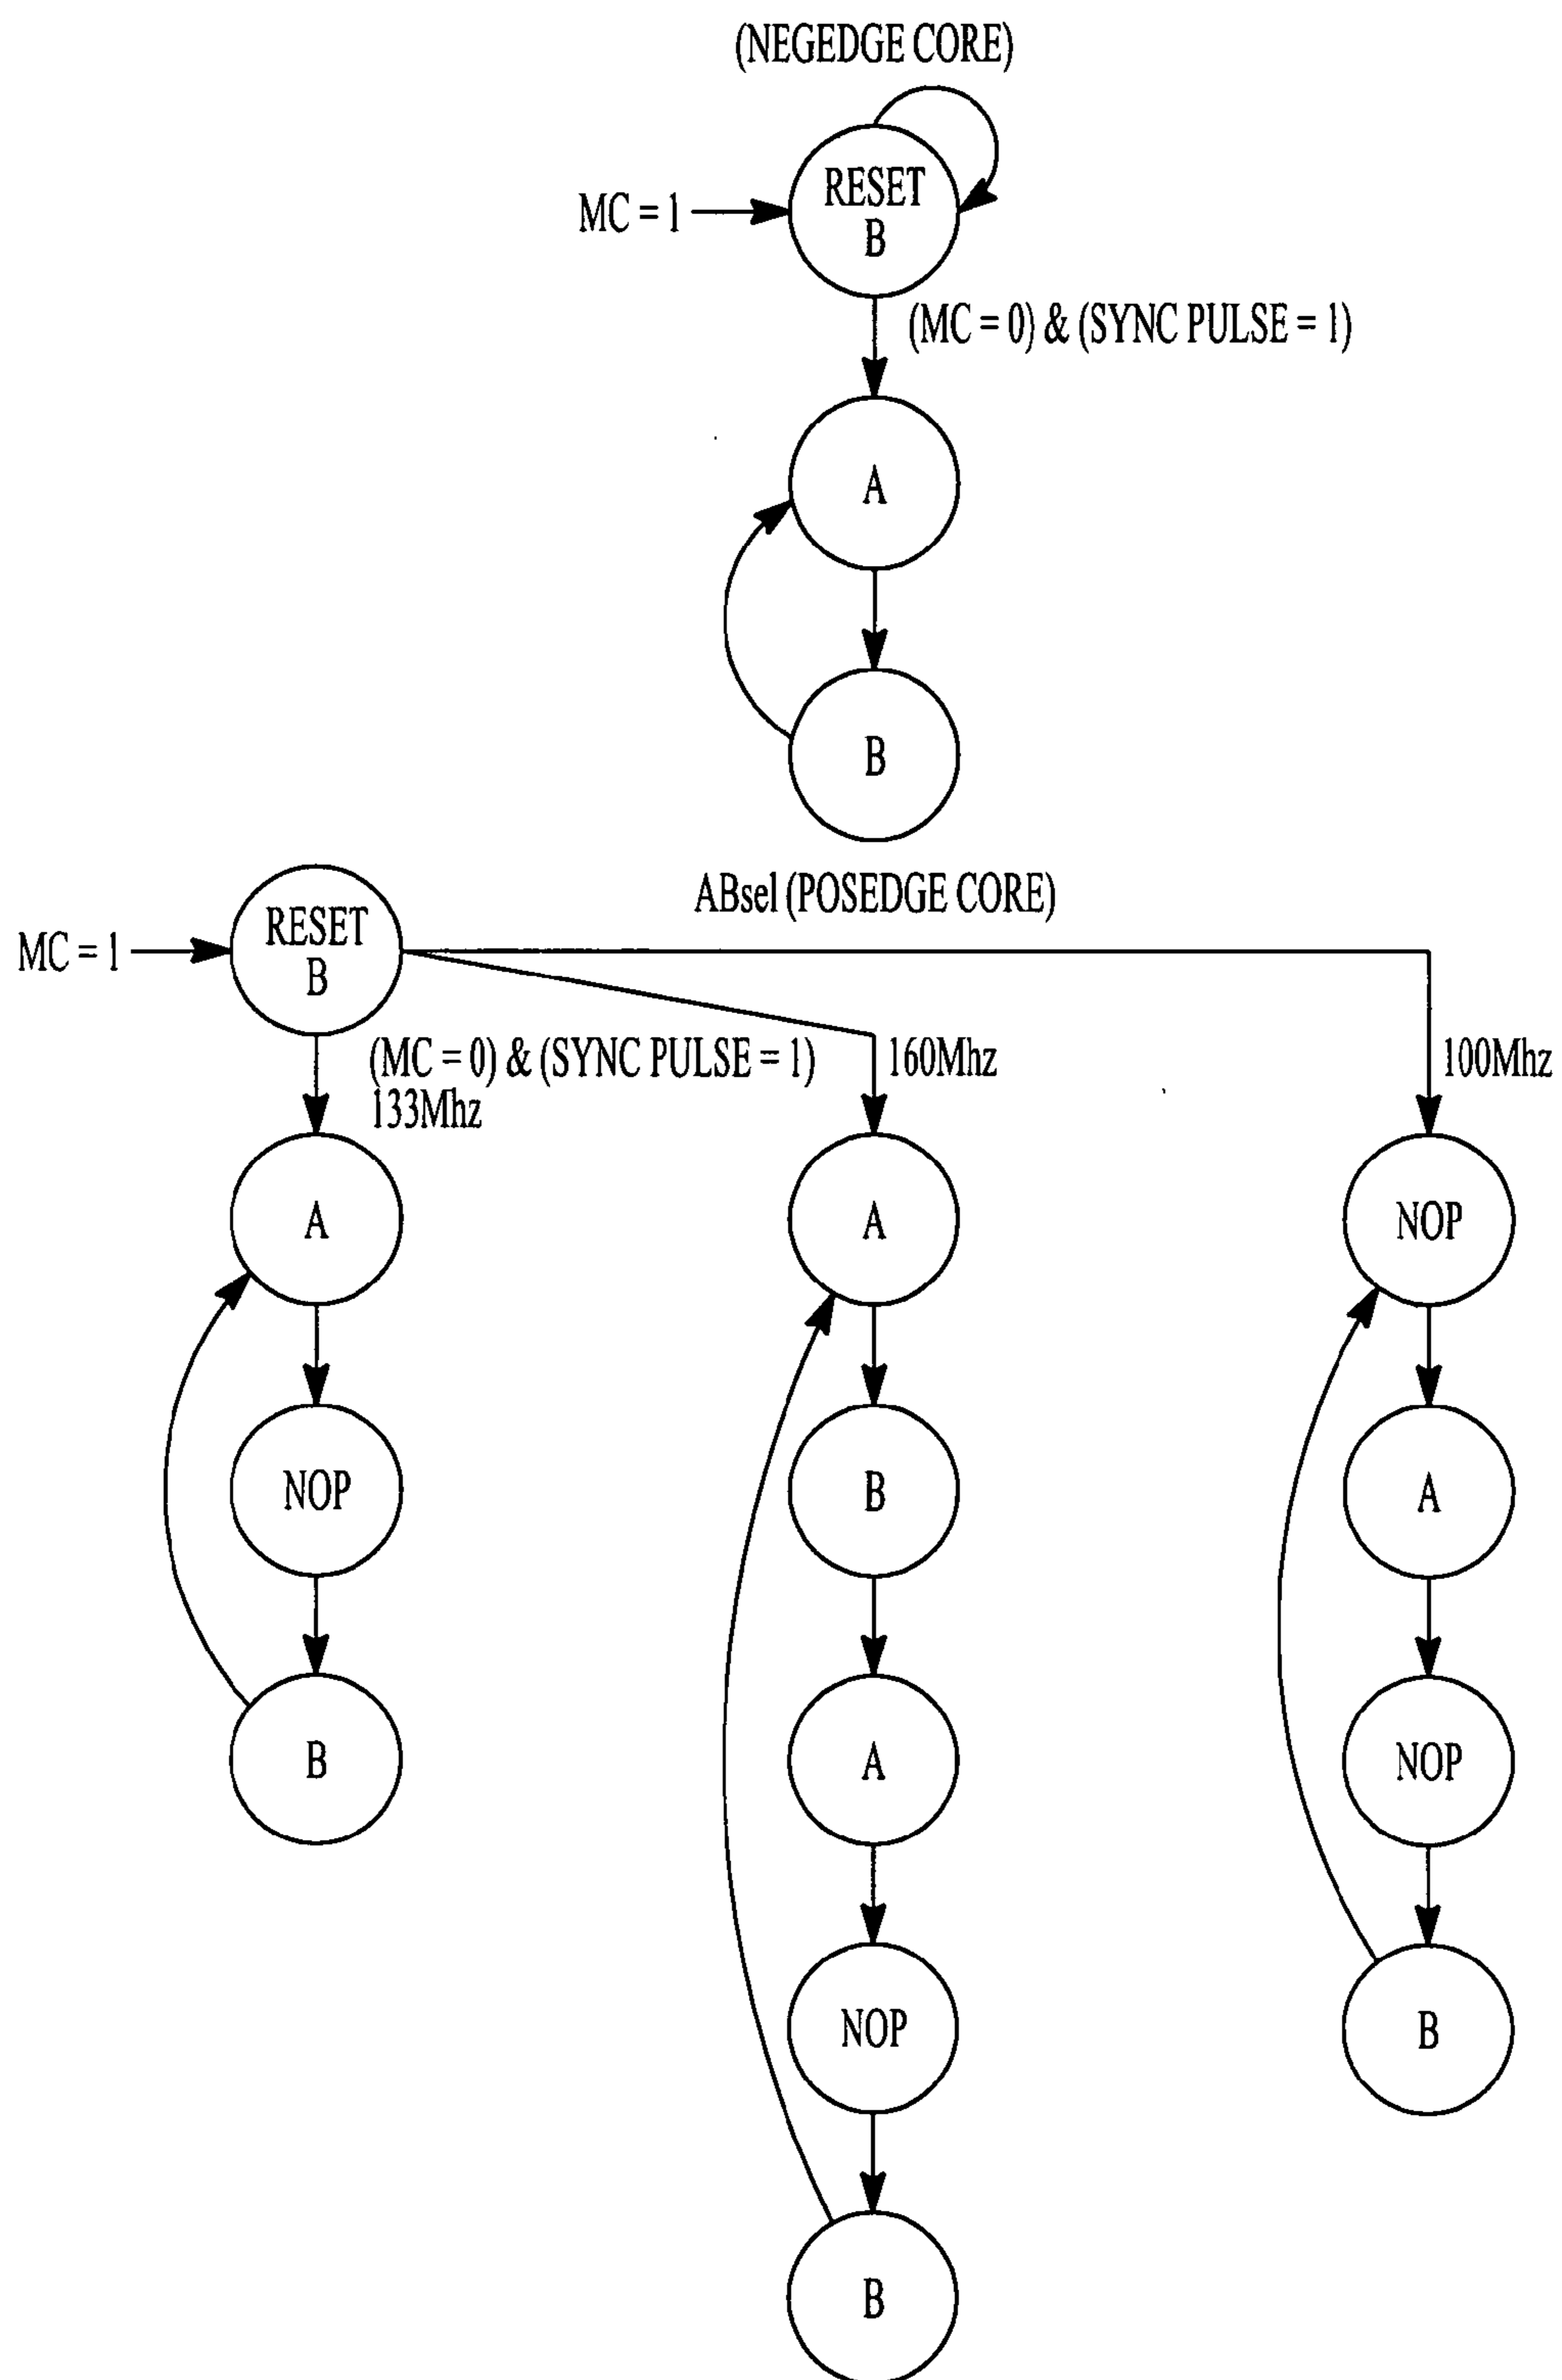 (NEGEDGE CORE)
MC = 1
RESET
B
(MC = 0) & (SYNC PULSE = 1)
A
B
ABsel (POSEDGE CORE)
MC = 1
RESET
B
(MC = 0) & (SYNC PULSE = 1)
133Mhz
160Mhz
100Mhz
A
A
NOP
NOP
B
A
B
A
NOP
NOP
B
B